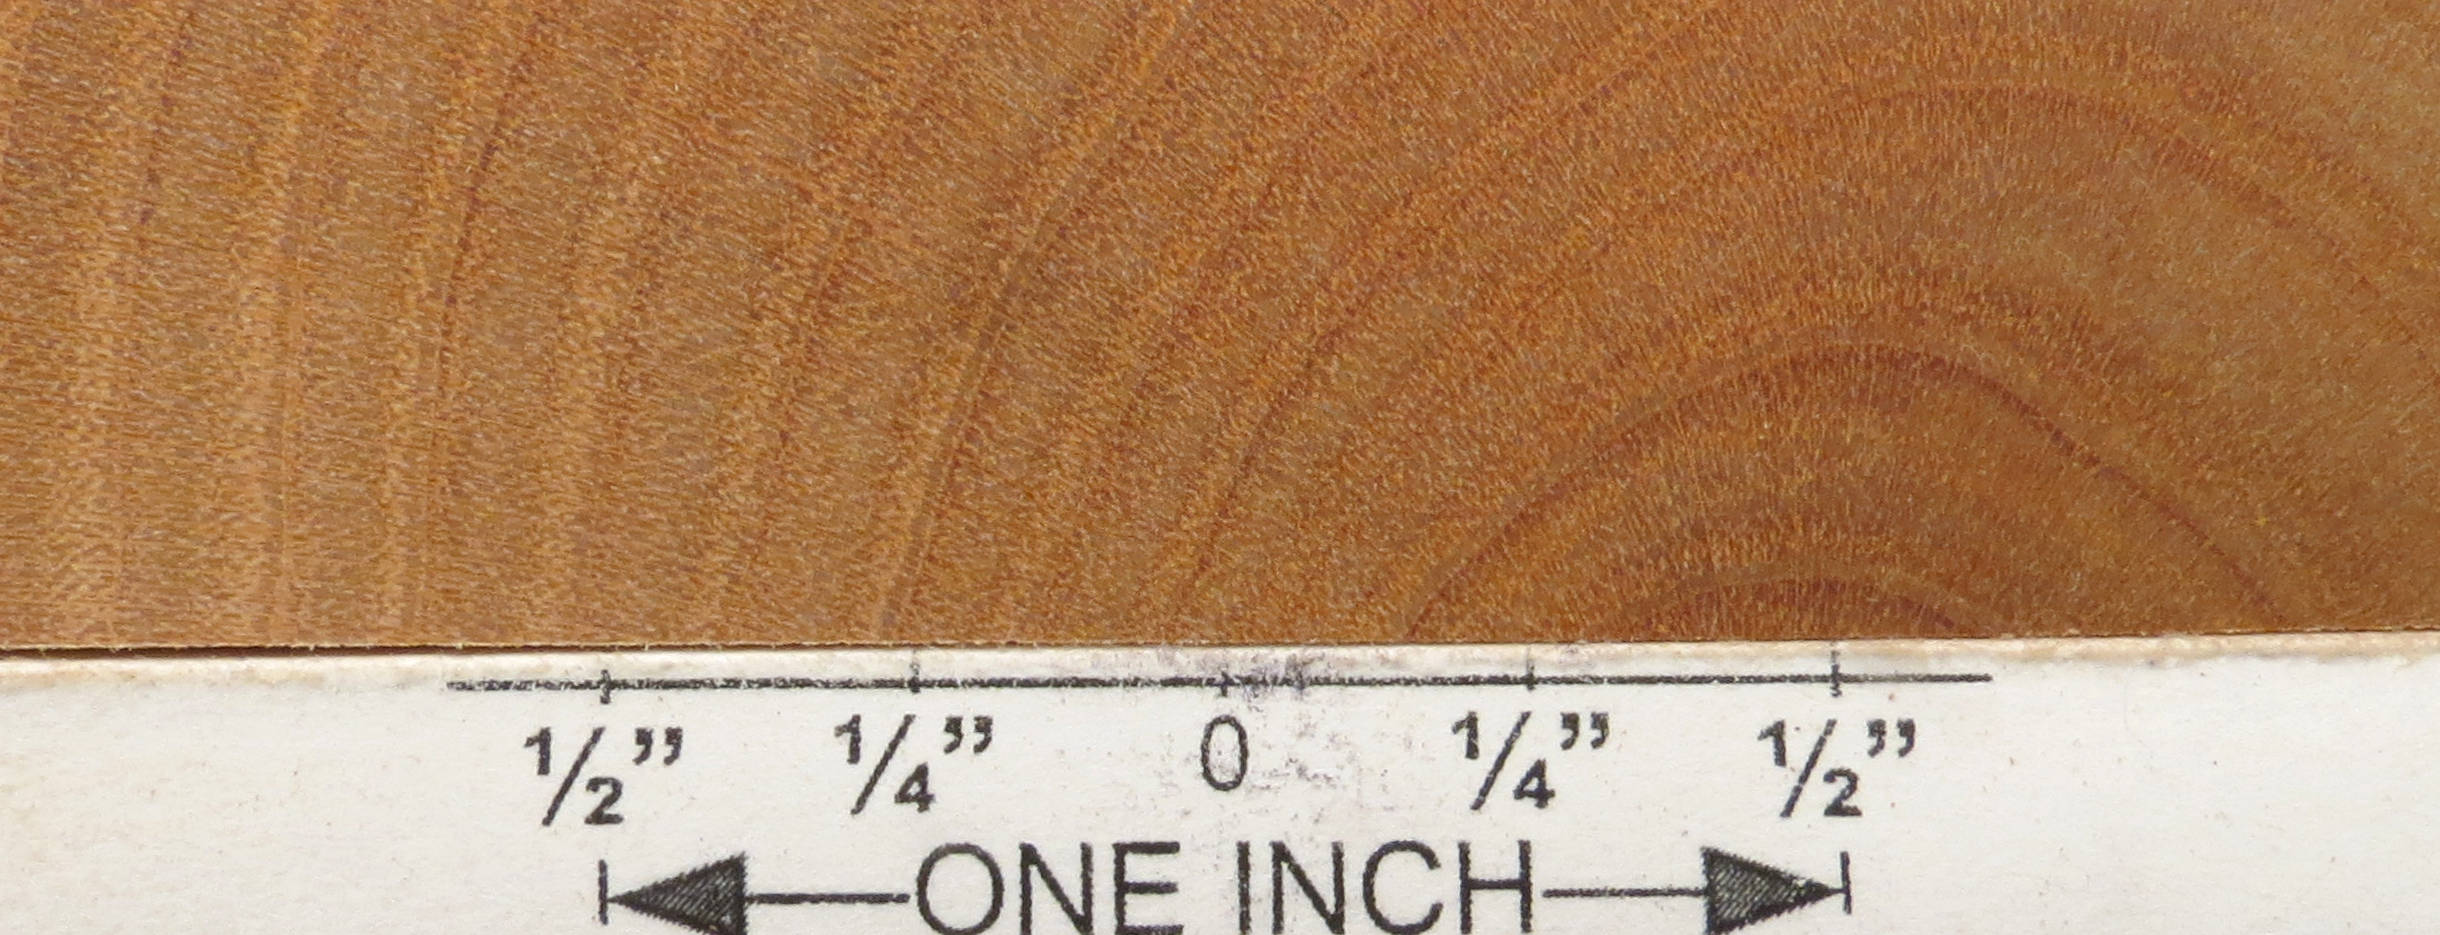 1/2” 1/4” 0 1/4” 1/2”
ONE INCH